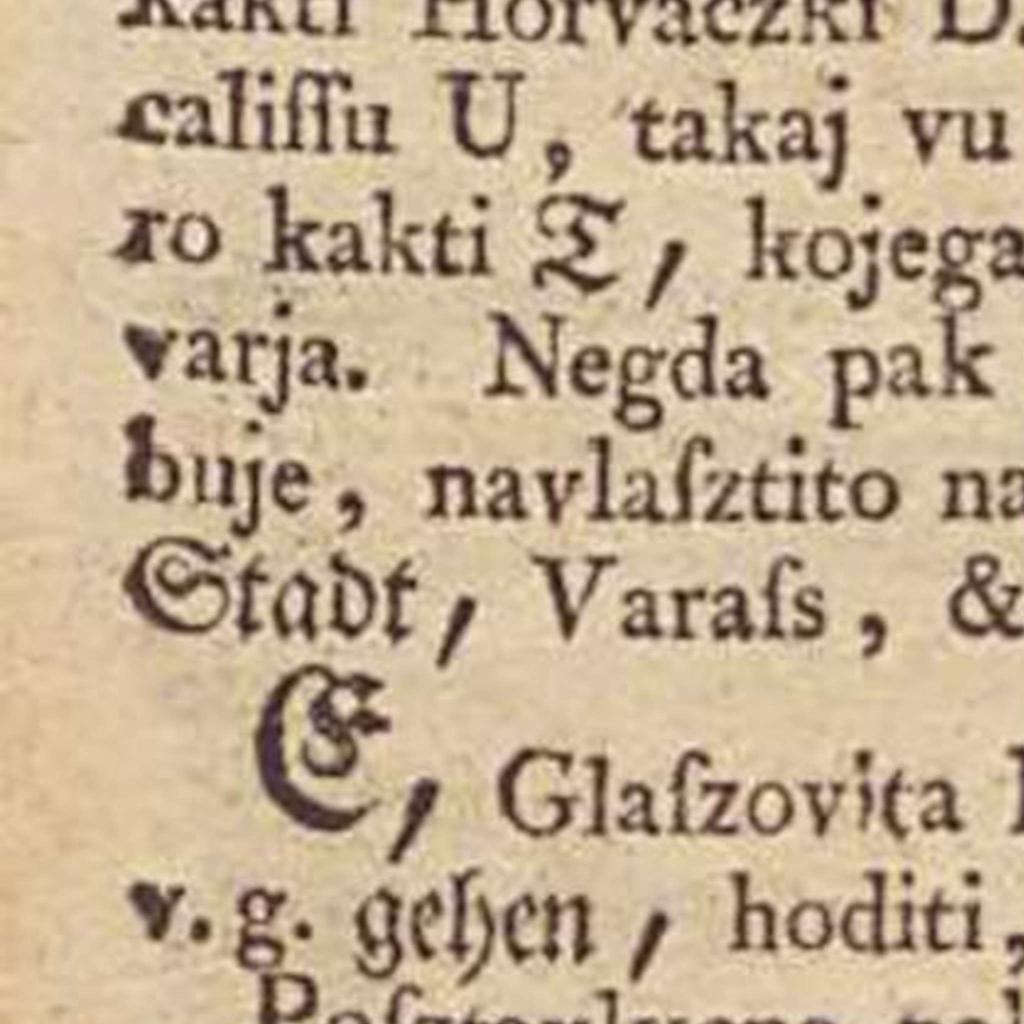 kakti Horvaczki D.
caliſſu U, takaj vu
ro kakti T, kojega
varja. Negda pak
buje, navlaſztito na
Stadt, Varaſs, &
E, Glaſzovita
v. g. gehen, hoditi,